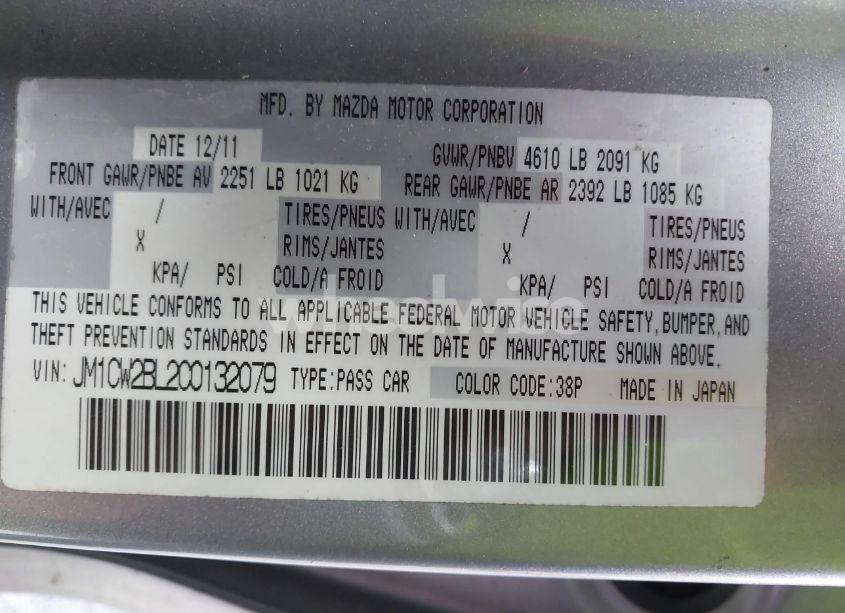 MFD. BY MAZDA MOTOR CORPORATION
DATE 12/11 GVWR/PNBV 4610 LB 2091 KG
FRONT GAWR/PNBE AV 2251 LB 1021 KG REAR GAWR/PNBE AR 2392 LB 1085 KG
WITH/AVEC / TIRES/PNEUS WITH/AVEC / TIRES/PNEUS
X RIMS/JANTES X RIMS/JANTES
KPA/ PSI COLD/A FROID KPA/ PSI COLD/A FROID
THIS VEHICLE CONFORMS TO ALL APPLICABLE FEDERAL MOTOR VEHICLE SAFETY, BUMPER, AND
THEFT PREVENTION STANDARDS IN EFFECT ON THE DATE OF MANUFACTURE SHOWN ABOVE.
VIN: JM1CW2BL2C0132079 TYPE:PASS CAR COLOR CODE:38P MADE IN JAPAN
wheelwise